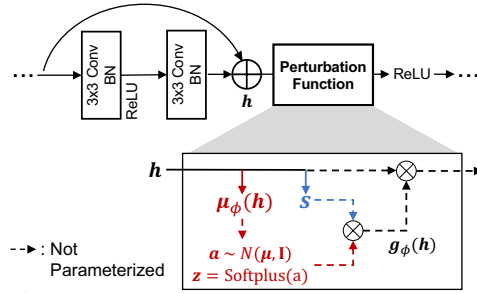 3x3 Conv
BN
ReLU
3x3 Conv
BN
h
Perturbation
Function
ReLU
h
μϕ(h)
s
a ~ N(μ, I)
z = Softplus(a)
gϕ(h)
: Not
Parameterized